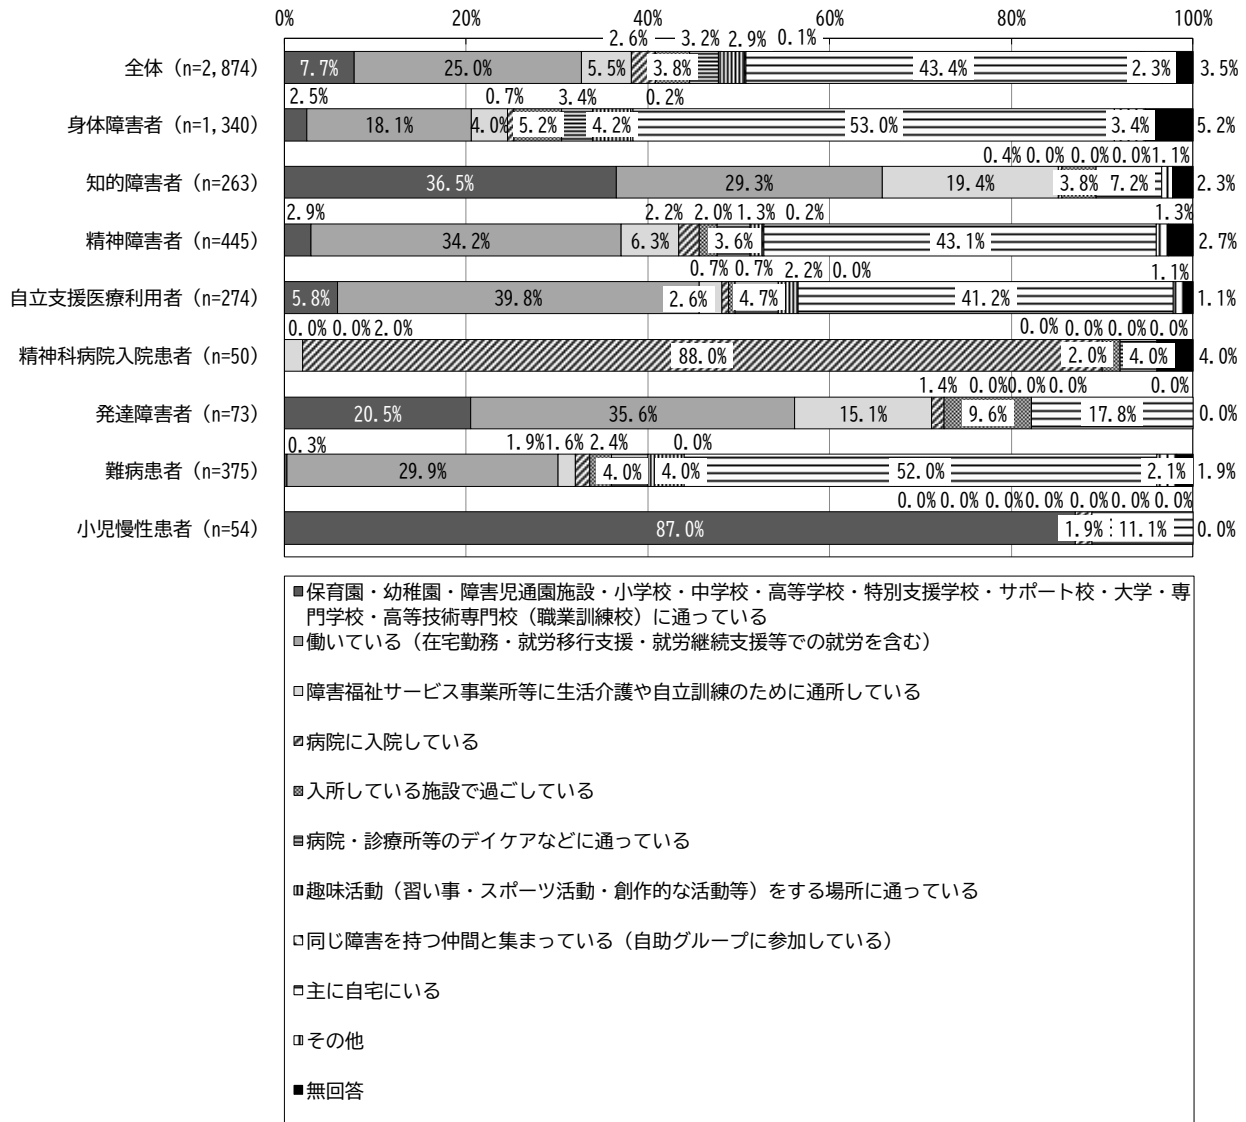 0% 20% 40% 60% 80% 100%
2.6% 3.2% 2.9% 0.1%
全体（n=2,874） 7.7% 25.0% 5.5% 3.8% 43.4% 2.3% 3.5%
2.5% 0.7% 3.4% 0.2%
身体障害者（n=1,340） 18.1% 4.0% 5.2% 4.2% 53.0% 3.4% 5.2%
0.4% 0.0% 0.0% 0.0% 1.1%
知的障害者（n=263） 36.5% 29.3% 19.4% 3.8% 7.2% 2.3%
2.9% 2.2% 2.0% 1.3% 0.2% 1.3%
精神障害者（n=445） 34.2% 6.3% 3.6% 43.1% 2.7%
0.7% 0.7% 2.2% 0.0% 1.1%
自立支援医療利用者（n=274） 5.8% 39.8% 2.6% 4.7% 41.2% 1.1%
0.0% 0.0% 2.0% 0.0% 0.0% 0.0% 0.0%
精神科病院入院患者（n=50） 88.0% 2.0% 4.0% 4.0%
1.4% 0.0% 0.0% 0.0% 0.0%
発達障害者（n=73） 20.5% 35.6% 15.1% 9.6% 17.8% 0.0%
0.3% 1.9% 1.6% 2.4% 0.0%
難病患者（n=375） 29.9% 4.0% 4.0% 52.0% 2.1% 1.9%
0.0% 0.0% 0.0% 0.0% 0.0% 0.0% 0.0%
小児慢性患者（n=54） 87.0% 1.9% 11.1% 0.0%
保育園・幼稚園・障害児通園施設・小学校・中学校・高等学校・特別支援学校・サポート校・大学・専
門学校・高等技術専門校（職業訓練校）に通っている
働いている（在宅勤務・就労移行支援・就労継続支援等での就労を含む）
障害福祉サービス事業所等に生活介護や自立訓練のために通所している
病院に入院している
入所している施設で過ごしている
病院・診療所等のデイケアなどに通っている
趣味活動（習い事・スポーツ活動・創作的な活動等）をする場所に通っている
同じ障害を持つ仲間と集まっている（自助グループに参加している）
主に自宅にいる
その他
無回答